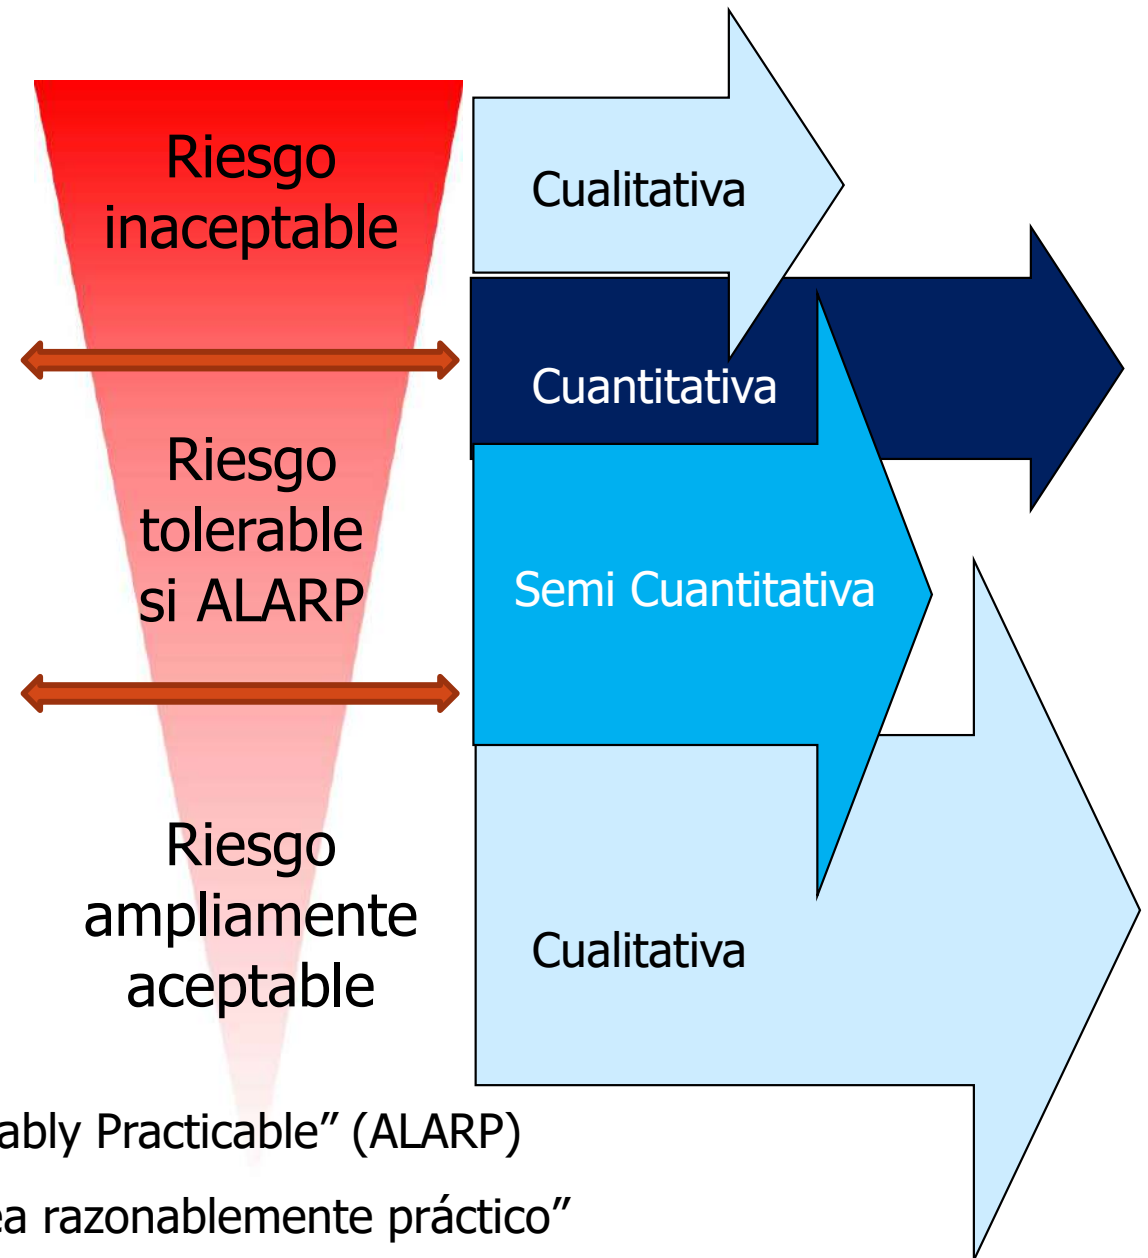 Riesgo
inaceptable
Cualitativa
Cuantitativa
Riesgo
tolerable
si ALARP
Semi Cuantitativa
Riesgo
ampliamente
aceptable
Cualitativa
ably Practicable” (ALARP)
ea razonablemente práctico”